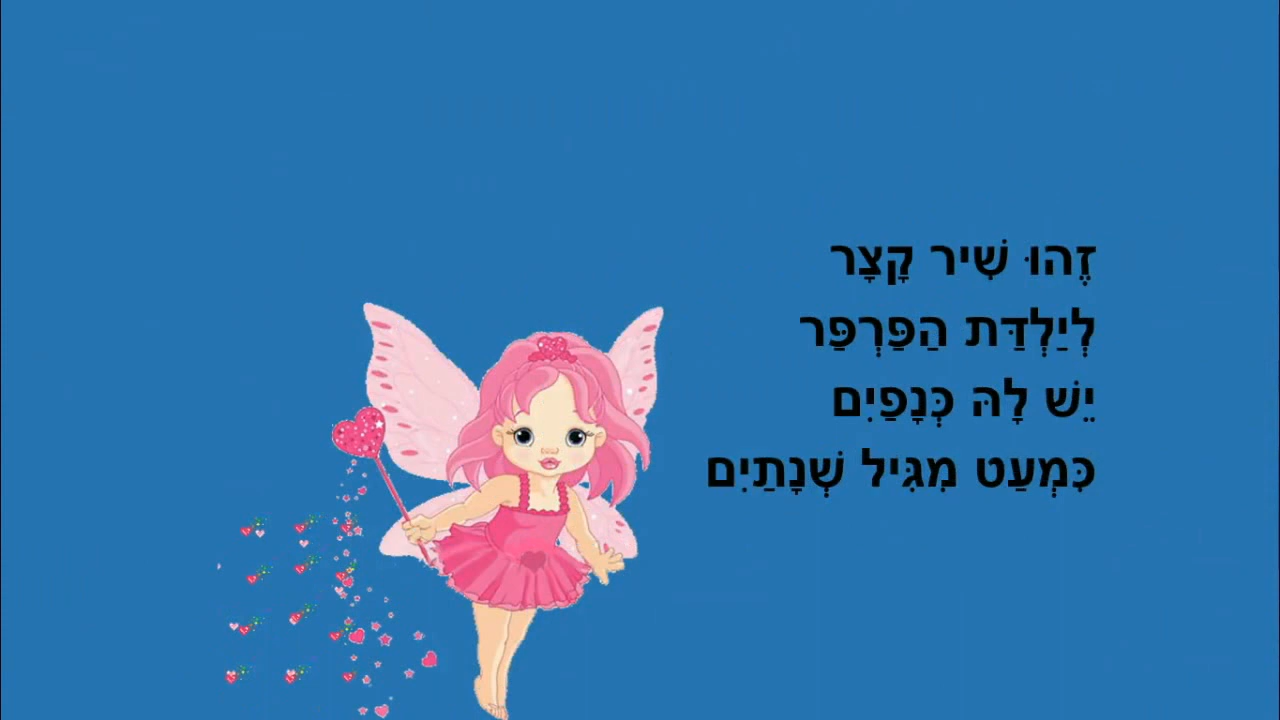 זֶהוּ שִׁיר קָצָר
לְיַלְדַּת הַפַּרְפַּר
יֵשׁ לָהּ כְּנָפַיִם
כִּמְעַט מִגִּיל שְׁנָתַיִם